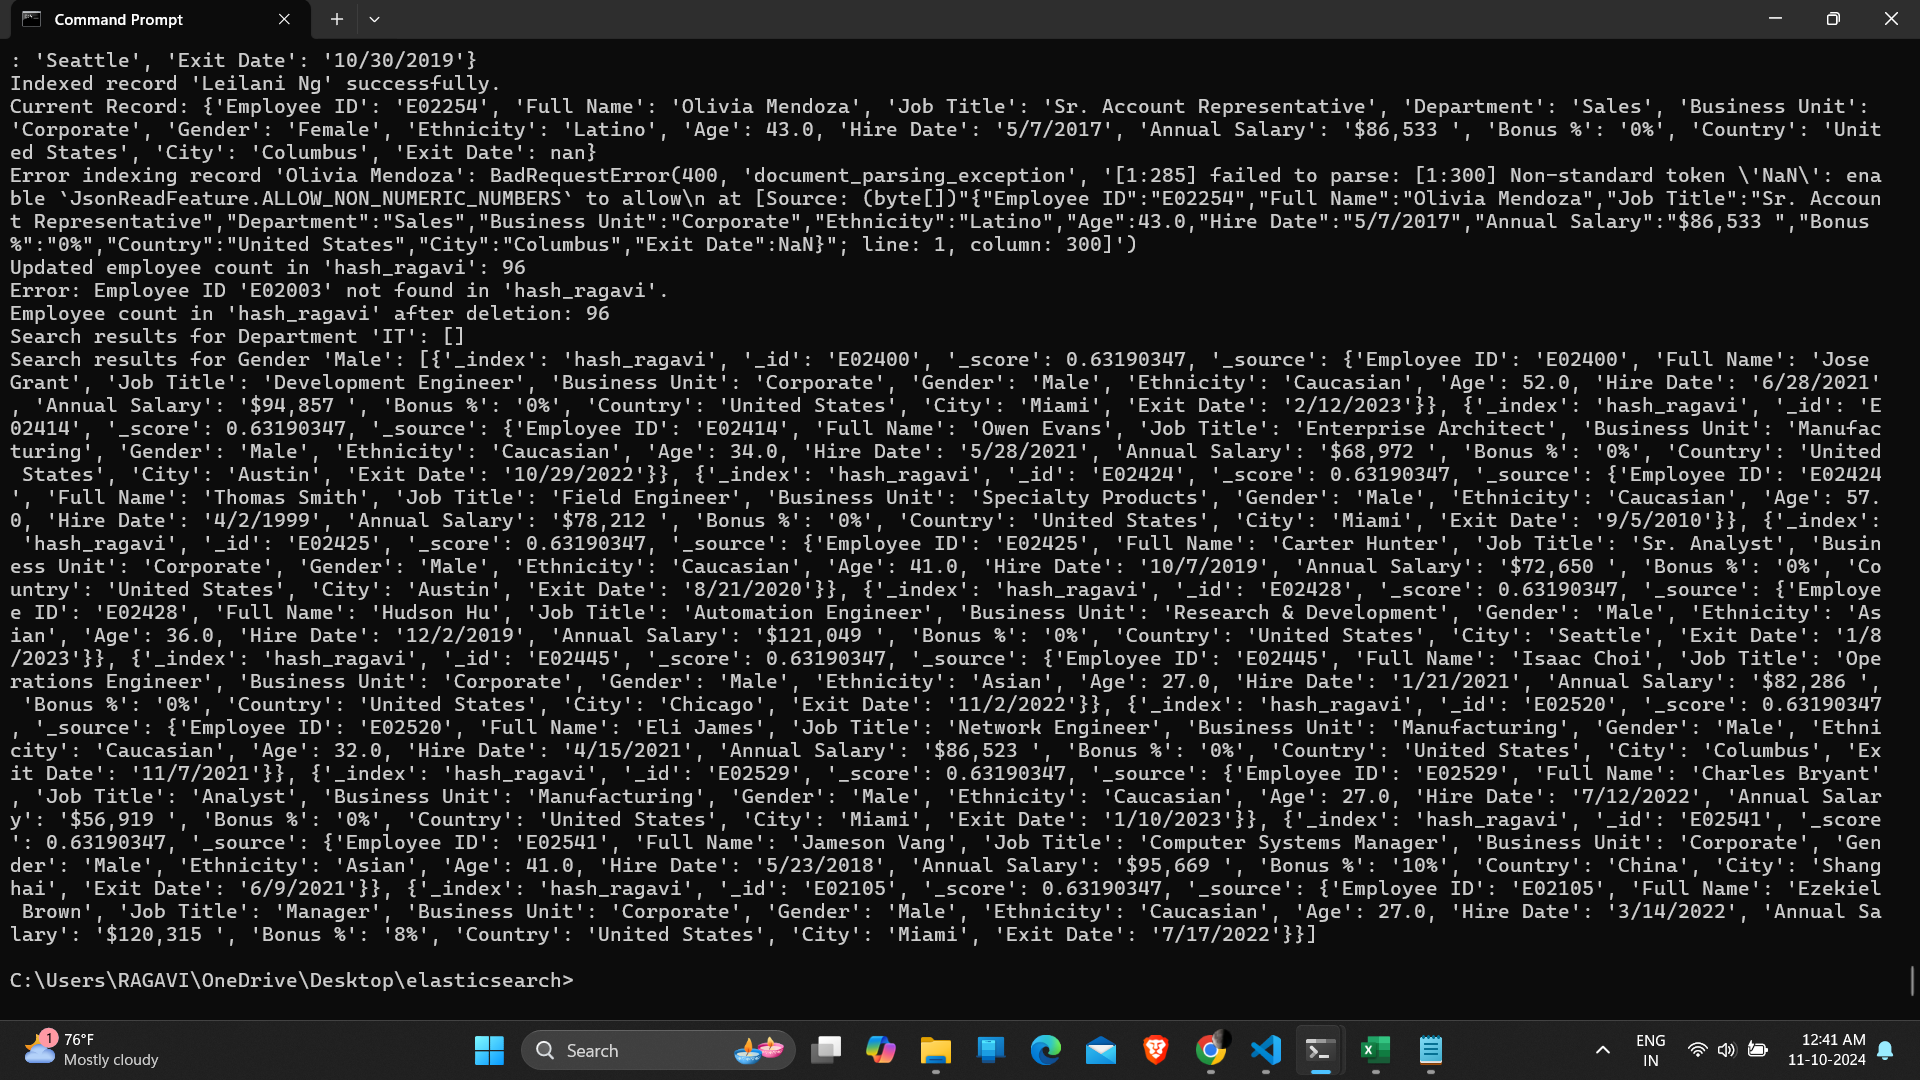 Command Prompt
: 'Seattle', 'Exit Date': '10/30/2019'}
Indexed record 'Leilani Ng' successfully.
Current Record: {'Employee ID': 'E02254', 'Full Name': 'Olivia Mendoza', 'Job Title': 'Sr. Account Representative', 'Department': 'Sales', 'Business Unit':
'Corporate', 'Gender': 'Female', 'Ethnicity': 'Latino', 'Age': 43.0, 'Hire Date': '5/7/2017', 'Annual Salary': '$86,533 ', 'Bonus %': '0%', 'Country': 'Unit
ed States', 'City': 'Columbus', 'Exit Date': nan}
Error indexing record 'Olivia Mendoza': BadRequestError(400, 'document_parsing_exception', '[1:285] failed to parse: [1:300] Non-standard token \'NaN\': ena
ble `JsonReadFeature.ALLOW_NON_NUMERIC_NUMBERS` to allow\n at [Source: (byte[])"{"Employee ID":"E02254","Full Name":"Olivia Mendoza","Job Title":"Sr. Accoun
t Representative","Department":"Sales","Business Unit":"Corporate","Ethnicity":"Latino","Age":43.0,"Hire Date":"5/7/2017","Annual Salary":"$86,533 ","Bonus
%":"0%","Country":"United States","City":"Columbus","Exit Date":NaN}"; line: 1, column: 300]')
Updated employee count in 'hash_ragavi': 96
Error: Employee ID 'E02003' not found in 'hash_ragavi'.
Employee count in 'hash_ragavi' after deletion: 96
Search results for Department 'IT': []
Search results for Gender 'Male': [{'_index': 'hash_ragavi', '_id': 'E02400', '_score': 0.63190347, '_source': {'Employee ID': 'E02400', 'Full Name': 'Jose
Grant', 'Job Title': 'Development Engineer', 'Business Unit': 'Corporate', 'Gender': 'Male', 'Ethnicity': 'Caucasian', 'Age': 52.0, 'Hire Date': '6/28/2021'
, 'Annual Salary': '$94,857 ', 'Bonus %': '0%', 'Country': 'United States', 'City': 'Miami', 'Exit Date': '2/12/2023'}}, {'_index': 'hash_ragavi', '_id': 'E
02414', '_score': 0.63190347, '_source': {'Employee ID': 'E02414', 'Full Name': 'Owen Evans', 'Job Title': 'Enterprise Architect', 'Business Unit': 'Manufac
turing', 'Gender': 'Male', 'Ethnicity': 'Caucasian', 'Age': 34.0, 'Hire Date': '5/28/2021', 'Annual Salary': '$68,972 ', 'Bonus %': '0%', 'Country': 'United
 States', 'City': 'Austin', 'Exit Date': '10/29/2022'}}, {'_index': 'hash_ragavi', '_id': 'E02424', '_score': 0.63190347, '_source': {'Employee ID': 'E02424
', 'Full Name': 'Thomas Smith', 'Job Title': 'Field Engineer', 'Business Unit': 'Specialty Products', 'Gender': 'Male', 'Ethnicity': 'Caucasian', 'Age': 57.
0, 'Hire Date': '4/2/1999', 'Annual Salary': '$78,212 ', 'Bonus %': '0%', 'Country': 'United States', 'City': 'Miami', 'Exit Date': '9/5/2010'}}, {'_index':
 'hash_ragavi', '_id': 'E02425', '_score': 0.63190347, '_source': {'Employee ID': 'E02425', 'Full Name': 'Carter Hunter', 'Job Title': 'Sr. Analyst', 'Busin
ess Unit': 'Corporate', 'Gender': 'Male', 'Ethnicity': 'Caucasian', 'Age': 41.0, 'Hire Date': '10/7/2019', 'Annual Salary': '$72,650 ', 'Bonus %': '0%', 'Co
untry': 'United States', 'City': 'Austin', 'Exit Date': '8/21/2020'}}, {'_index': 'hash_ragavi', '_id': 'E02428', '_score': 0.63190347, '_source': {'Employe
e ID': 'E02428', 'Full Name': 'Hudson Hu', 'Job Title': 'Automation Engineer', 'Business Unit': 'Research & Development', 'Gender': 'Male', 'Ethnicity': 'As
ian', 'Age': 36.0, 'Hire Date': '12/2/2019', 'Annual Salary': '$121,049 ', 'Bonus %': '0%', 'Country': 'United States', 'City': 'Seattle', 'Exit Date': '1/8
/2023'}}, {'_index': 'hash_ragavi', '_id': 'E02445', '_score': 0.63190347, '_source': {'Employee ID': 'E02445', 'Full Name': 'Isaac Choi', 'Job Title': 'Ope
rations Engineer', 'Business Unit': 'Corporate', 'Gender': 'Male', 'Ethnicity': 'Asian', 'Age': 27.0, 'Hire Date': '1/21/2021', 'Annual Salary': '$82,286 ',
 'Bonus %': '0%', 'Country': 'United States', 'City': 'Chicago', 'Exit Date': '11/2/2022'}}, {'_index': 'hash_ragavi', '_id': 'E02520', '_score': 0.63190347
, '_source': {'Employee ID': 'E02520', 'Full Name': 'Eli James', 'Job Title': 'Network Engineer', 'Business Unit': 'Manufacturing', 'Gender': 'Male', 'Ethni
city': 'Caucasian', 'Age': 32.0, 'Hire Date': '4/15/2021', 'Annual Salary': '$86,523 ', 'Bonus %': '0%', 'Country': 'United States', 'City': 'Columbus', 'Ex
it Date': '11/7/2021'}}, {'_index': 'hash_ragavi', '_id': 'E02529', '_score': 0.63190347, '_source': {'Employee ID': 'E02529', 'Full Name': 'Charles Bryant'
, 'Job Title': 'Analyst', 'Business Unit': 'Manufacturing', 'Gender': 'Male', 'Ethnicity': 'Caucasian', 'Age': 27.0, 'Hire Date': '7/12/2022', 'Annual Salar
y': '$56,919 ', 'Bonus %': '0%', 'Country': 'United States', 'City': 'Miami', 'Exit Date': '1/10/2023'}}, {'_index': 'hash_ragavi', '_id': 'E02541', '_score
': 0.63190347, '_source': {'Employee ID': 'E02541', 'Full Name': 'Jameson Vang', 'Job Title': 'Computer Systems Manager', 'Business Unit': 'Corporate', 'Gen
der': 'Male', 'Ethnicity': 'Asian', 'Age': 41.0, 'Hire Date': '5/23/2018', 'Annual Salary': '$95,669 ', 'Bonus %': '10%', 'Country': 'China', 'City': 'Shang
hai', 'Exit Date': '6/9/2021'}}, {'_index': 'hash_ragavi', '_id': 'E02105', '_score': 0.63190347, '_source': {'Employee ID': 'E02105', 'Full Name': 'Ezekiel
 Brown', 'Job Title': 'Manager', 'Business Unit': 'Corporate', 'Gender': 'Male', 'Ethnicity': 'Caucasian', 'Age': 27.0, 'Hire Date': '3/14/2022', 'Annual Sa
lary': '$120,315 ', 'Bonus %': '8%', 'Country': 'United States', 'City': 'Miami', 'Exit Date': '7/17/2022'}}]
C:\Users\RAGAVI\OneDrive\Desktop\elasticsearch>
1
76°F
Mostly cloudy
Search
ENG
IN
12:41 AM
11-10-2024